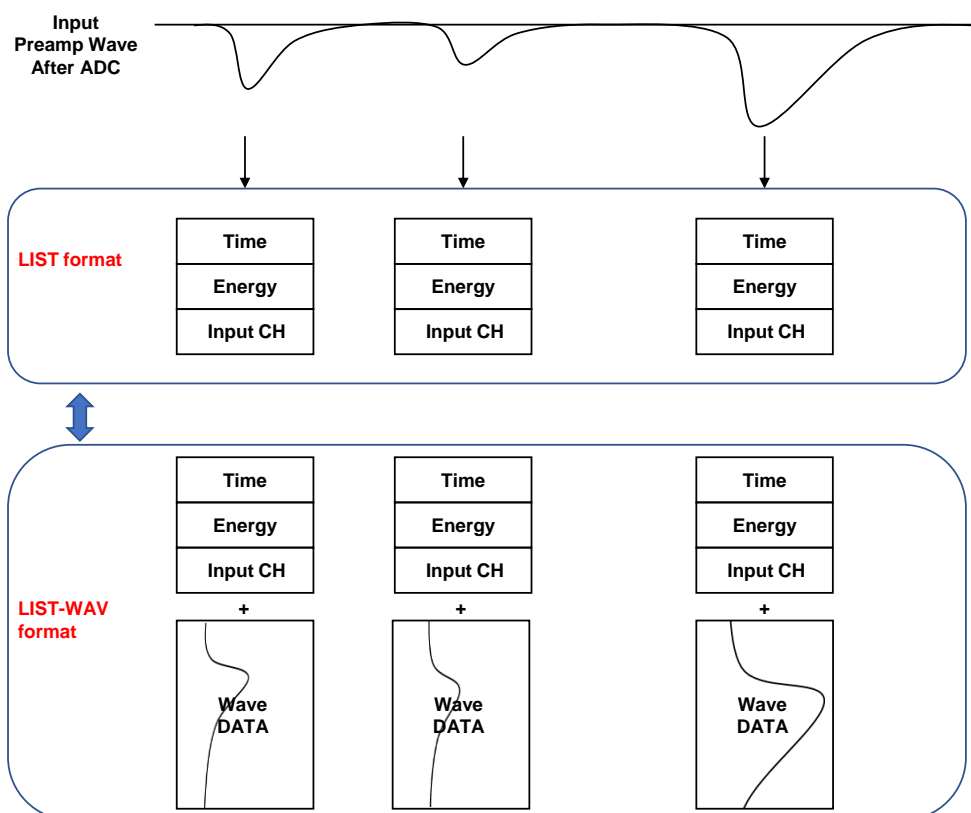 Input
Preamp Wave
After ADC
LIST format
Time
Energy
Input CH
Time
Energy
Input CH
Time
Energy
Input CH
LIST-WAV
format
Time
Energy
Input CH
+
Wave
DATA
Time
Energy
Input CH
+
Wave
DATA
Time
Energy
Input CH
+
Wave
DATA